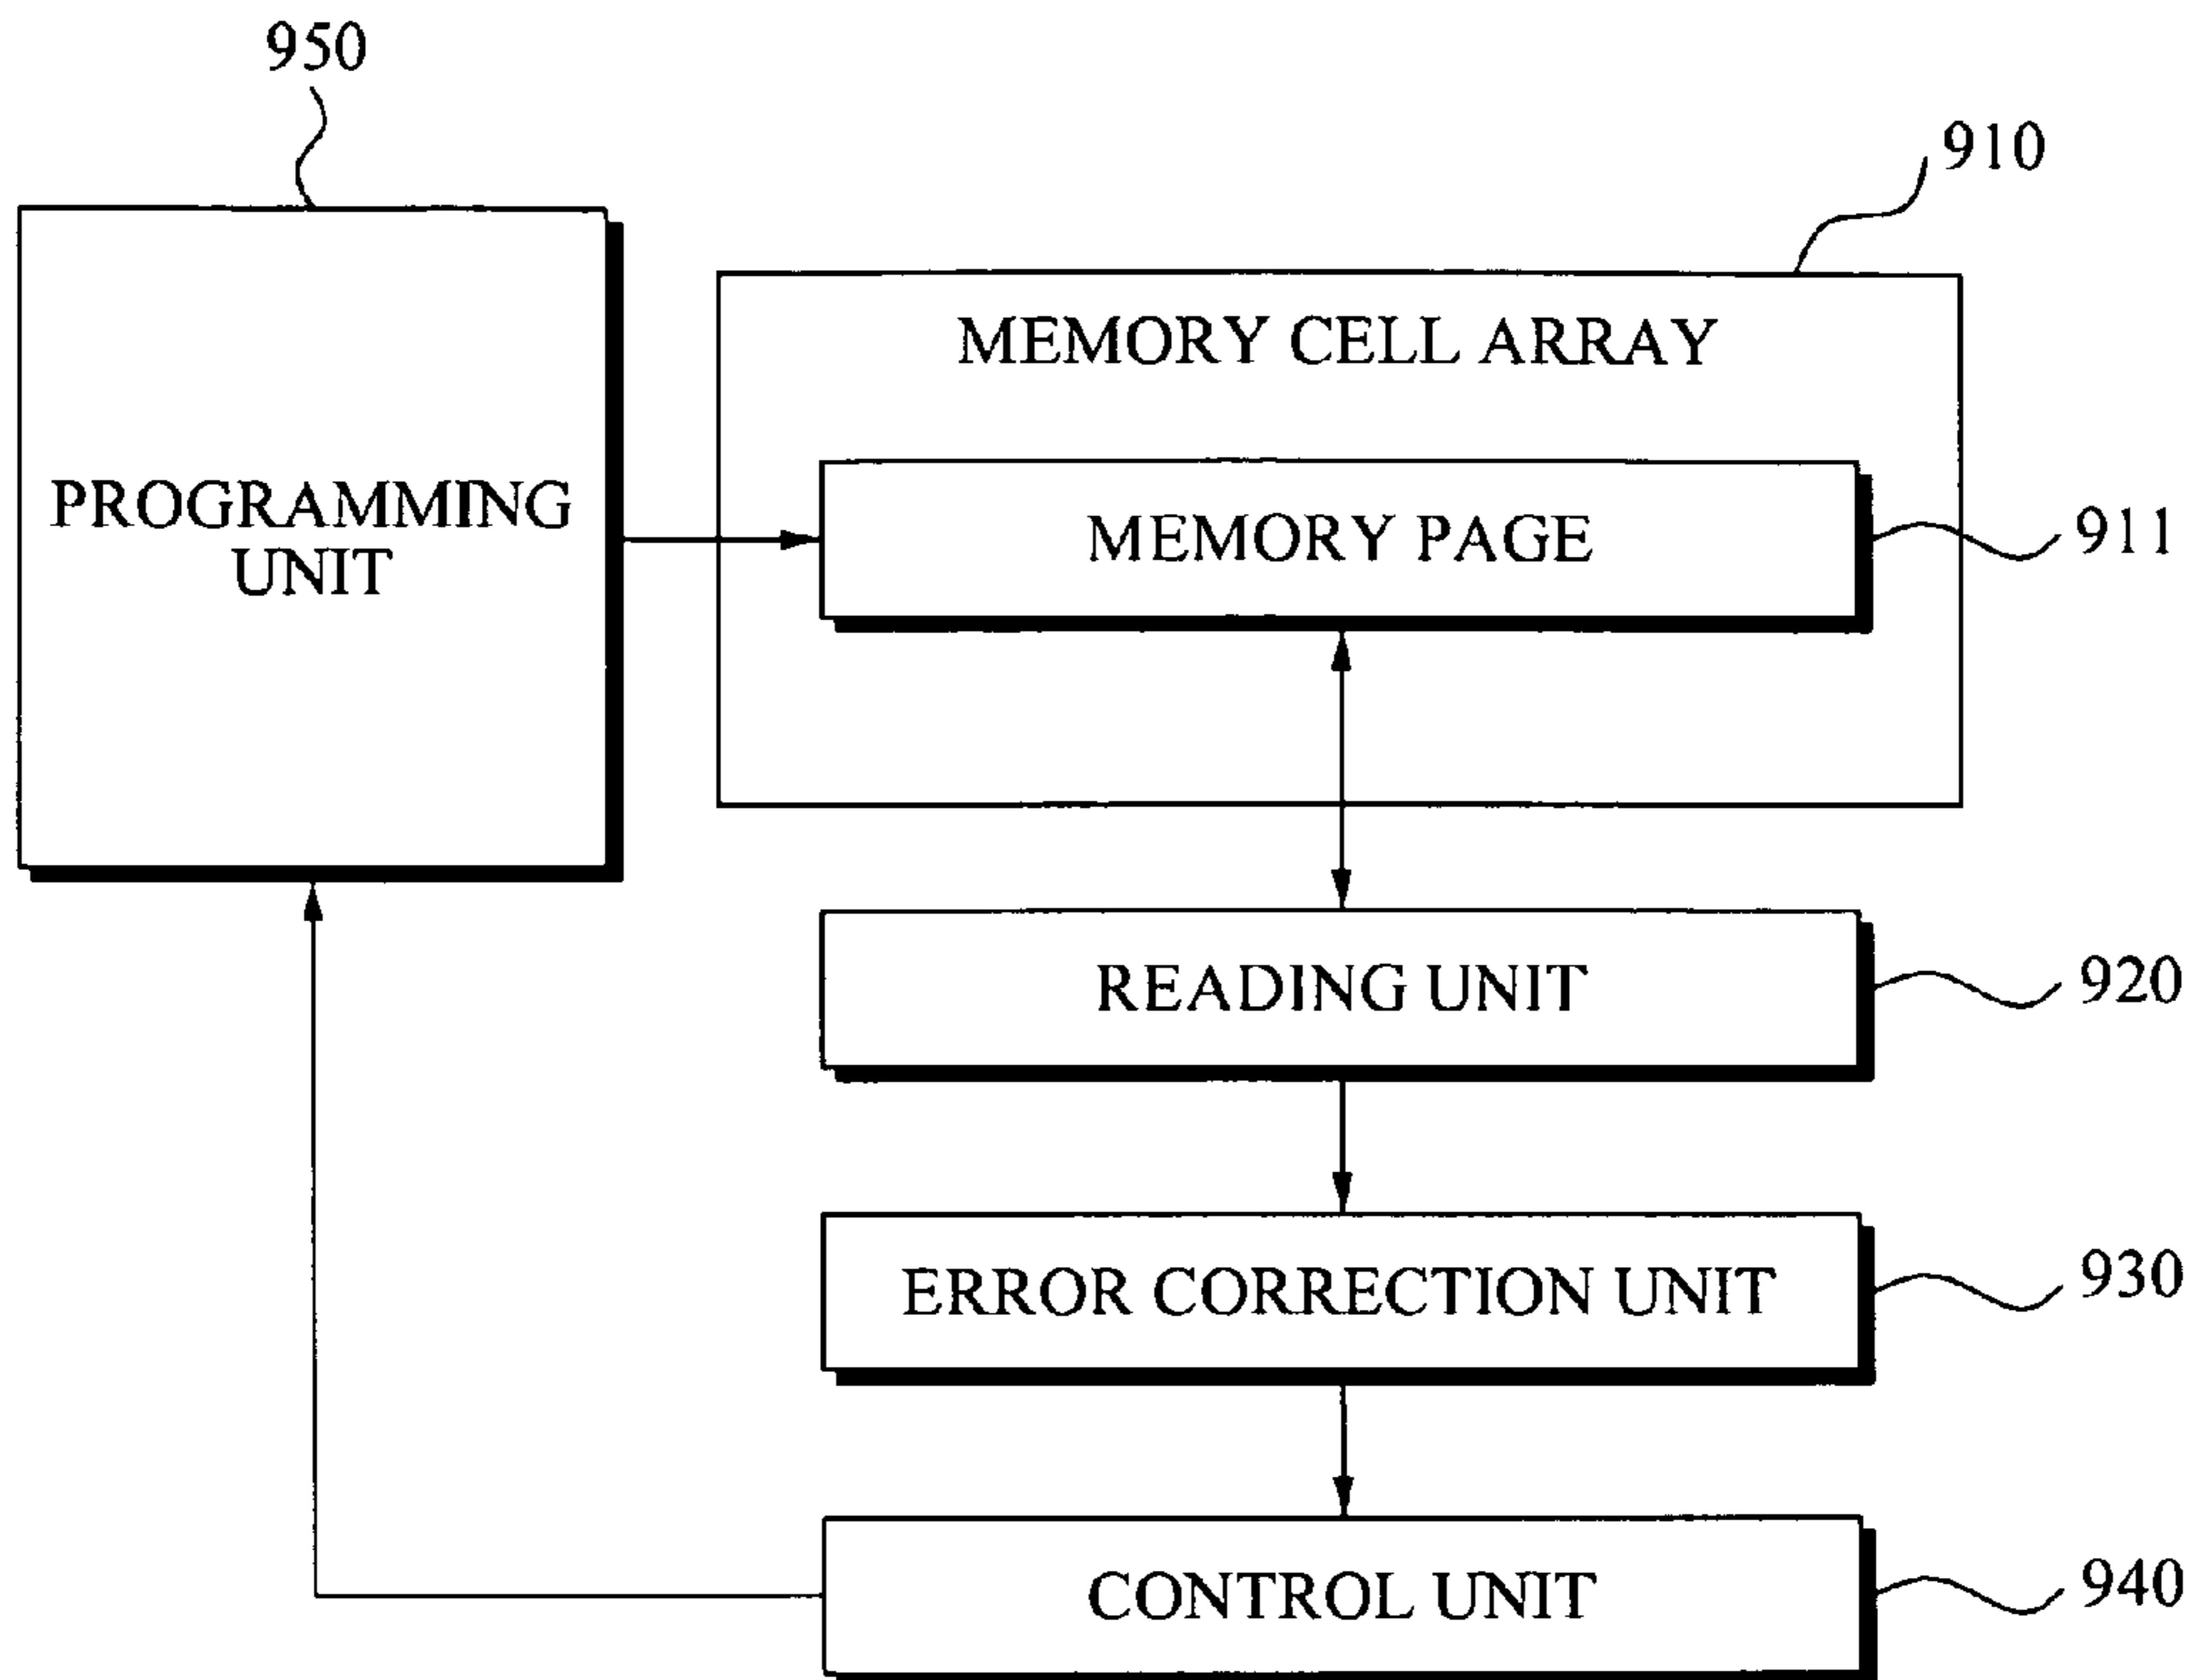 950
910
MEMORY CELL ARRAY
PROGRAMMING
UNIT
MEMORY PAGE
911
READING UNIT
920
ERROR CORRECTION UNIT
930
CONTROL UNIT
940